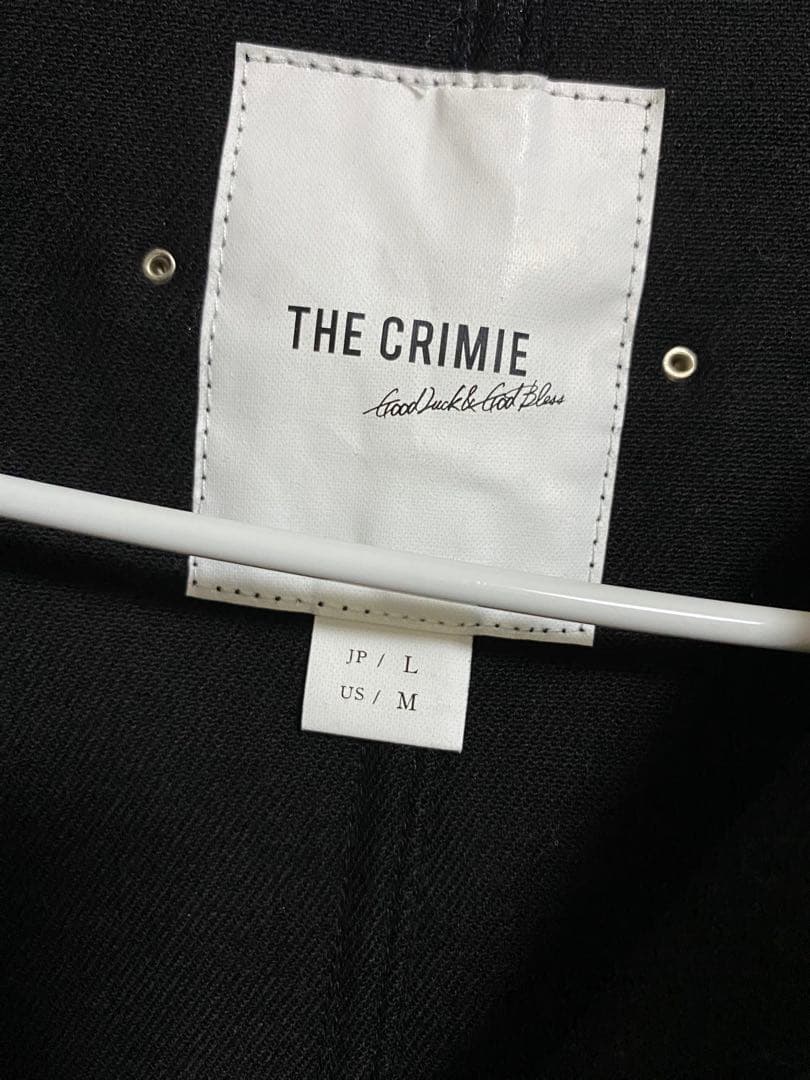 THE CRIMIE
Good Luck & God Bless
JP / L
US / M